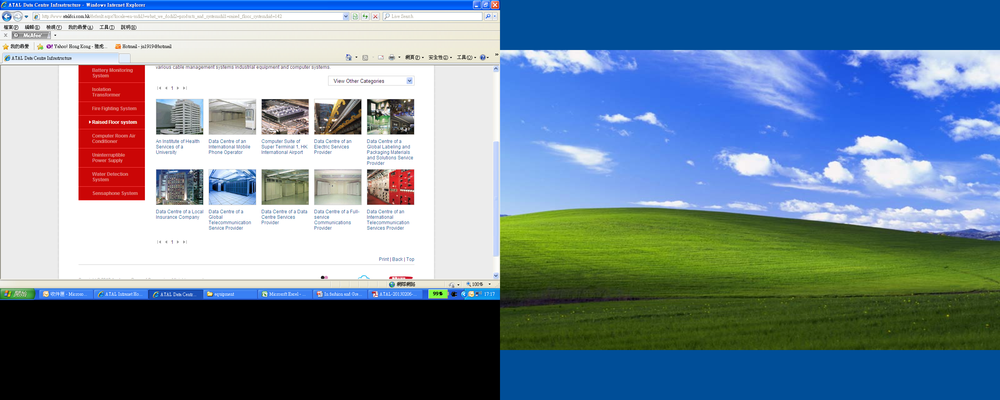 ATAL Data Centre Infrastructure - Windows Internet Explorer
http://www.ataldci.com.hk/default.aspx?locale=en-us&l3=what_we_do&l2=products_and_systems&l1=raised_floor_system&id=142
Live Search
檔案(F) 編輯(E) 檢視(V) 我的最愛(A) 工具(T) 說明(H)
McAfee
我的最愛 Yahoo! Hong Kong - 雅虎... Hotmail - jn1919@hotmail
ATAL Data Centre Infrastructure
網頁(P) 安全性(S) 工具(O)
Battery Monitoring
System
Isolation
Transformer
Fire Fighting System
Raised Floor system
Computer Room Air
Conditioner
Uninterruptible
Power Supply
Water Detection
System
Sensaphone System
various cable management systems industrial equipment and computer systems.
View Other Categories
1
An Institute of Health
Services of a
University
Data Centre of an
International Mobile
Phone Operator
Computer Suite of
Super Terminal 1, HK
International Airport
Data Centre of an
Electric Services
Provider
Data Centre of a
Global Labeling and
Packaging Materials
and Solutions Service
Provider
Data Centre of a Local
Insurance Company
Data Centre of a
Global
Telecommunication
Service Provider
Data Centre of a Data
Centre Services
Provider
Data Centre of a Full-
service
Communications
Provider
Data Centre of an
International
Telecommunication
Services Provider
1
Print | Back | Top
網際網路
100%
開始
收件匣 - Microso...
ATAL Intranet Ho...
ATAL Data Centr...
equipment
Microsoft Excel - ...
In fashion and Gre...
ATAL-20130206-...
99%
17:17